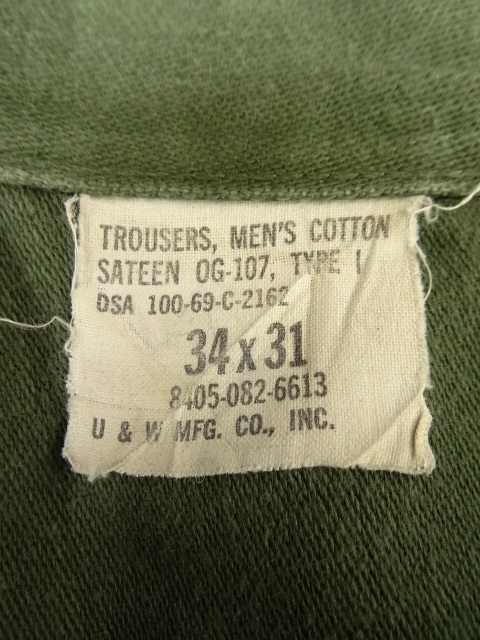 TROUSERS, MEN'S COTTON
SATEEN OG-107, TYPE I
DSA 100-69-C-2162
34 x 31
8405-082-6613
U & W MFG. CO., INC.